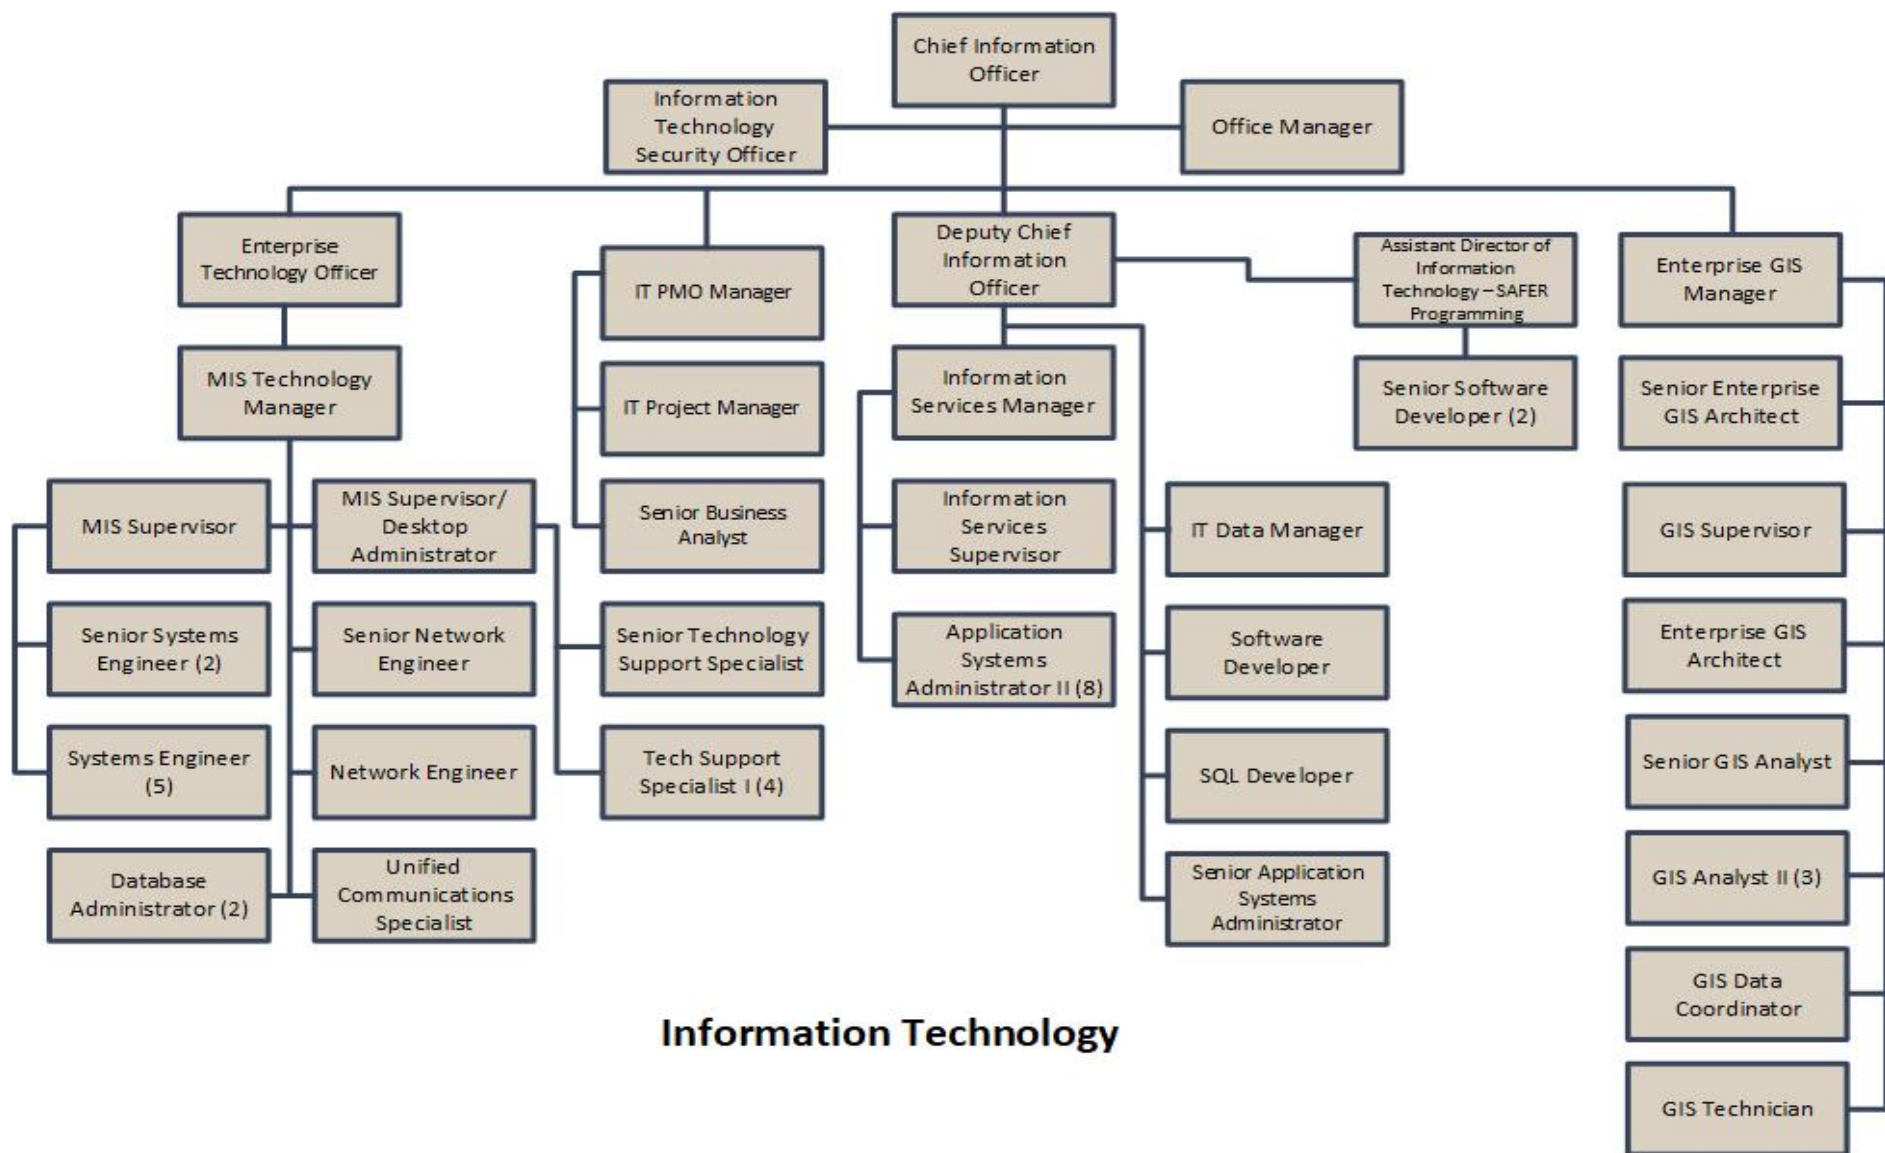 Chief Information
Officer
Information
Technology
Security Officer
Office Manager
Enterprise
Technology Officer
IT PMO Manager
Deputy Chief
Information
Officer
Assistant Director of
Information
Technology – SAFER
Programming
Enterprise GIS
Manager
MIS Technology
Manager
IT Project Manager
Information
Services Manager
Senior Software
Developer (2)
Senior Enterprise
GIS Architect
MIS Supervisor
MIS Supervisor/
Desktop
Administrator
Senior Business
Analyst
Information
Services
Supervisor
IT Data Manager
GIS Supervisor
Senior Systems
Engineer (2)
Senior Network
Engineer
Senior Technology
Support Specialist
Application
Systems
Administrator II (8)
Software
Developer
Enterprise GIS
Architect
Systems Engineer
(5)
Network Engineer
Tech Support
Specialist I (4)
SQL Developer
Senior GIS Analyst
Database
Administrator (2)
Unified
Communications
Specialist
Senior Application
Systems
Administrator
GIS Analyst II (3)
GIS Data
Coordinator
Information Technology
GIS Technician